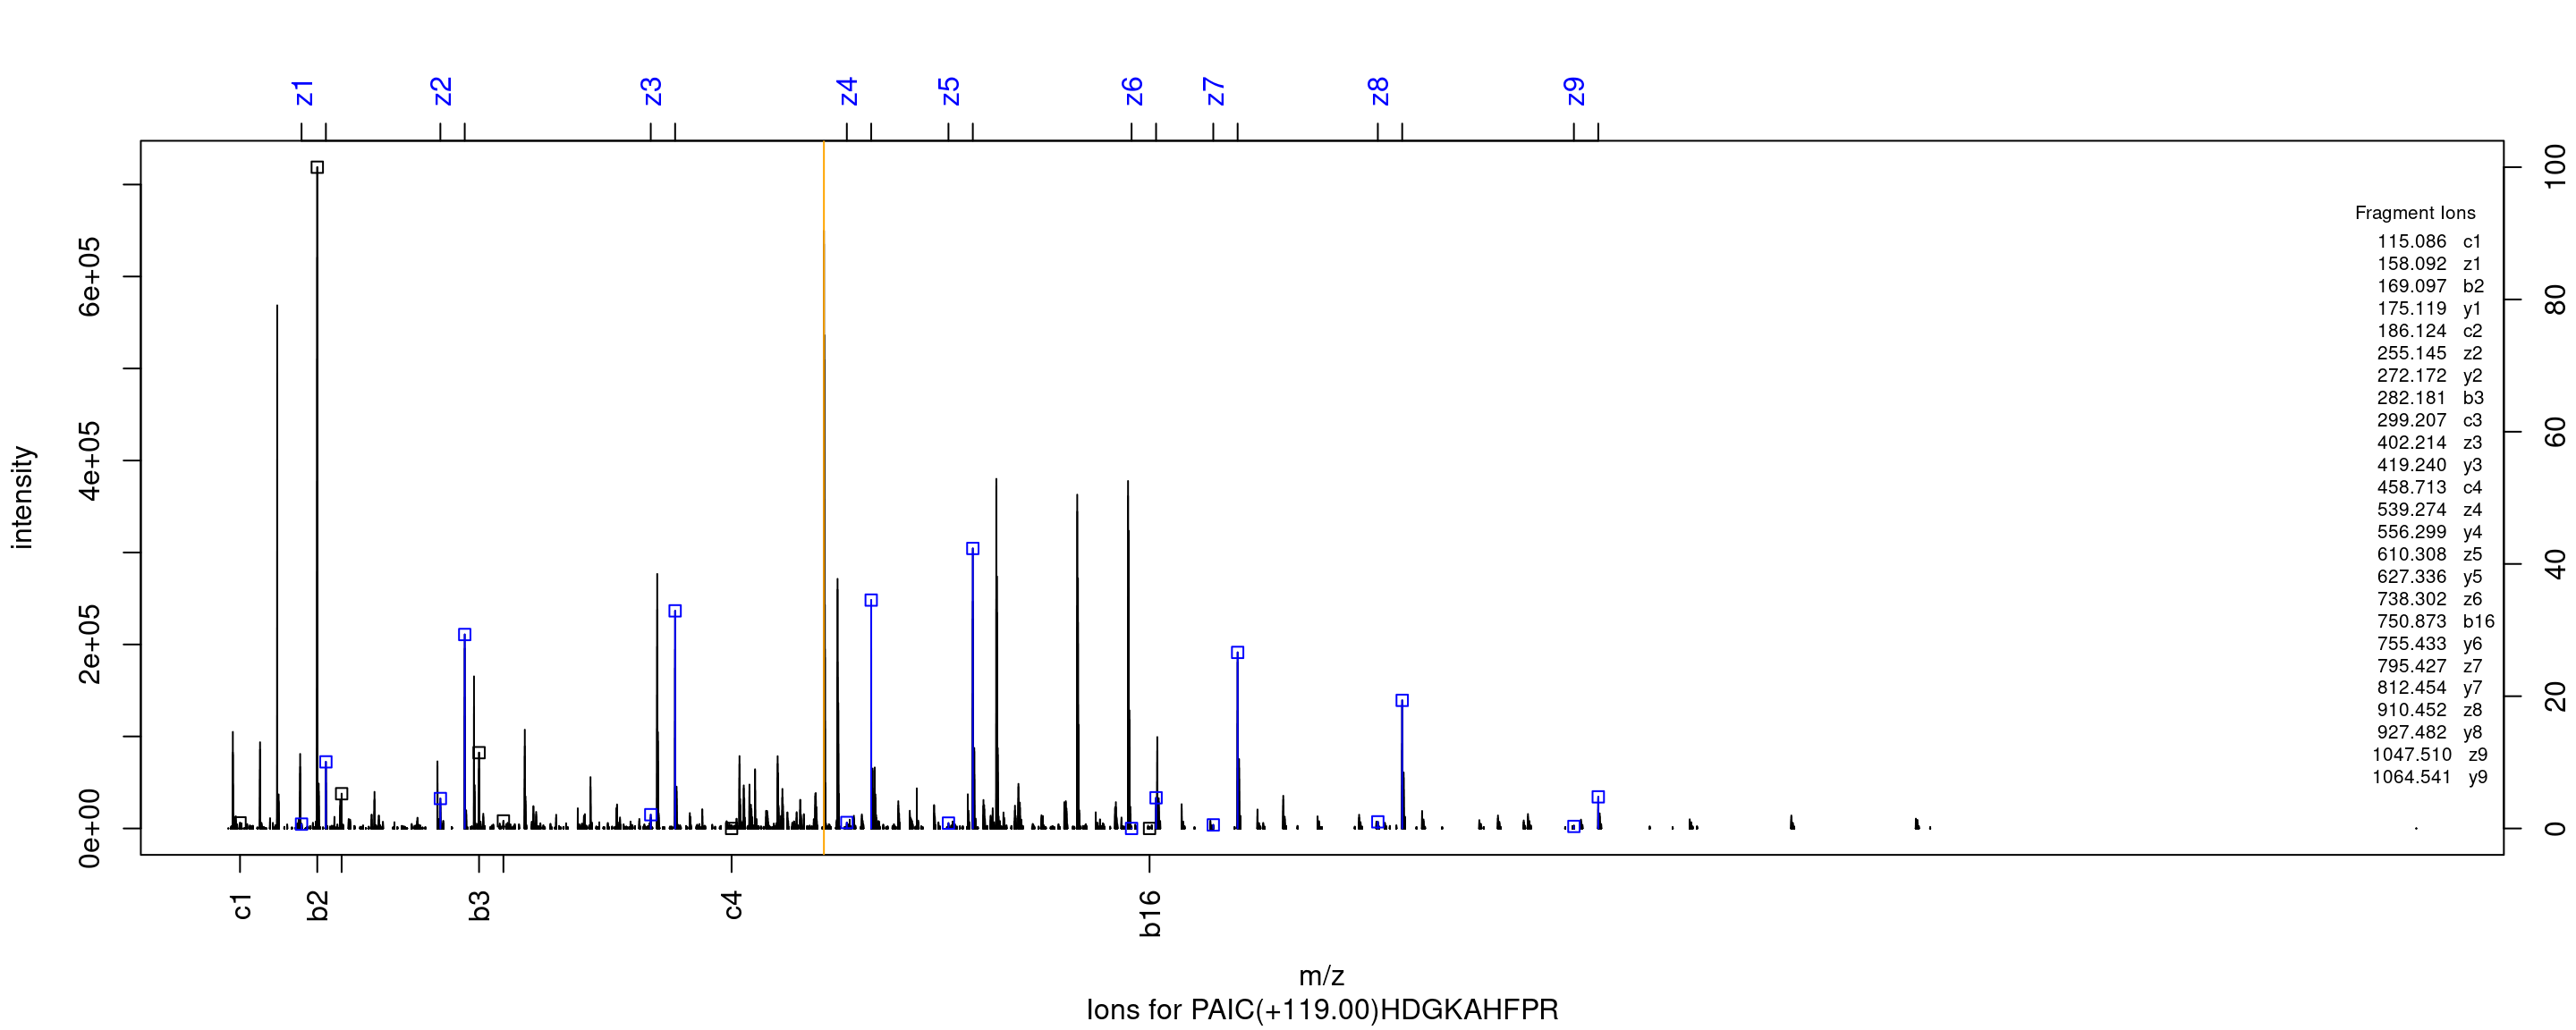 z1 z2 z3 z4 z5 z6 z7 z8 z9
intensity
0e+00 2e+05 4e+05 6e+05
0 20 40 60 80 100
Fragment Ions
115.086 c1
158.092 z1
169.097 b2
175.119 y1
186.124 c2
255.145 z2
272.172 y2
282.181 b3
299.207 c3
402.214 z3
419.240 y3
458.713 c4
539.274 z4
556.299 y4
610.308 z5
627.336 y5
738.302 z6
750.873 b16
755.433 y6
795.427 z7
812.454 y7
910.452 z8
927.482 y8
1047.510 z9
1064.541 y9
c1 b2 b3 c4 b16
m/z
Ions for PAIC(+119.00)HDGKAHFPR